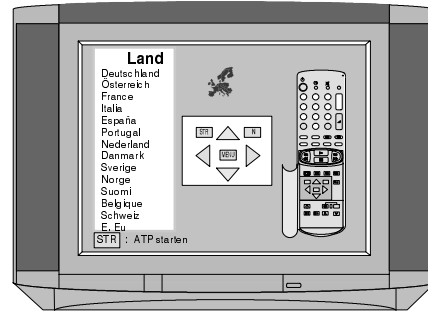 Land
Deutschland
Österreich
France
Italia
España
Portugal
Nederland
Danmark
Sverige
Norge
Suomi
Belgique
Schweiz
E. Eu
STR N
MENU
STR : ATP starten